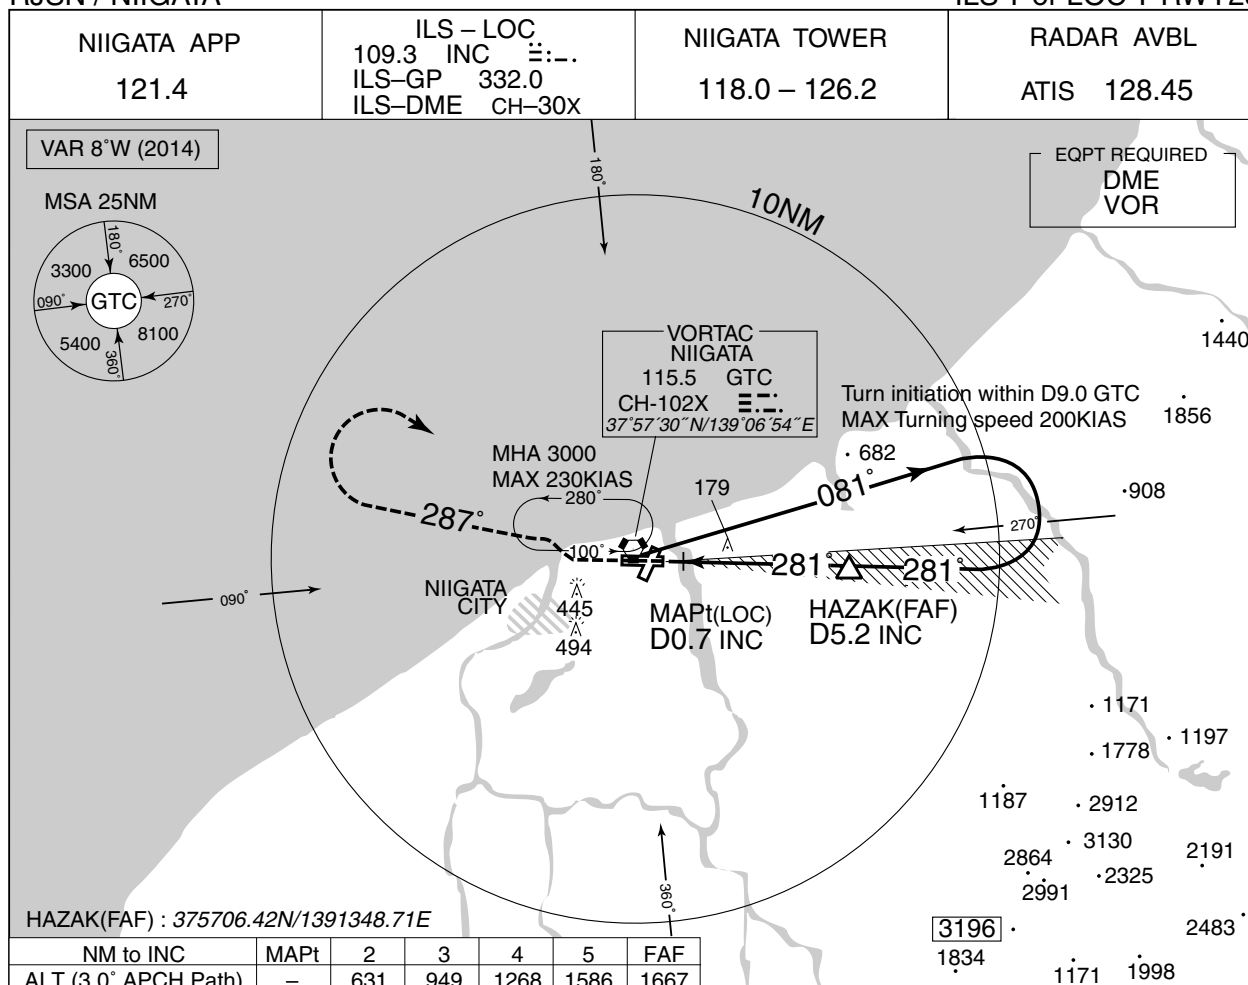 RJSN / NIIGATA
NIIGATA APP
121.4
ILS – LOC
109.3 INC
ILS–GP 332.0
ILS–DME CH–30X
NIIGATA TOWER
118.0 – 126.2
RADAR AVBL
ATIS 128.45
VAR 8°W (2014)
MSA 25NM
180°
3300
6500
090°
GTC
270°
5400
8100
360°
180°
10NM
EQPT REQUIRED
DME
VOR
1440
VORTAC
NIIGATA
115.5 GTC
CH-102X
37°57′30″N/139°06′54″E
Turn initiation within D9.0 GTC
MAX Turning speed 200KIAS
1856
MHA 3000
MAX 230KIAS
682
280°
179
081°
908
287°
270°
100°
281°
281°
090°
NIIGATA
CITY
445
494
MAPt(LOC)
D0.7 INC
HAZAK(FAF)
D5.2 INC
1171
1197
1778
1187
2912
3130
2864
2191
2325
2991
360°
HAZAK(FAF) : 375706.42N/1391348.71E
3196
2483
1834
1171
1998
NM to INC MAPt 2 3 4 5 FAF
ALT (3.0° APCH Path) – 631 949 1268 1586 1667